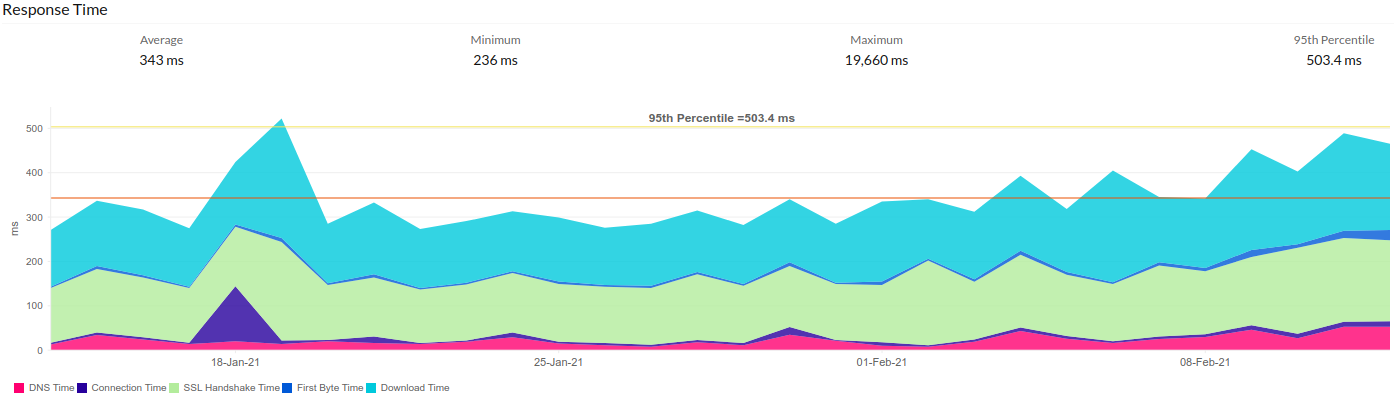 Response Time
Average Minimum Maximum 95th Percentile
343 ms 236 ms 19,660 ms 503.4 ms
95th Percentile =503.4 ms
500
400
300
200
100
0
ms
18-Jan-21 25-Jan-21 01-Feb-21 08-Feb-21
DNS Time Connection Time SSL Handshake Time First Byte Time Download Time